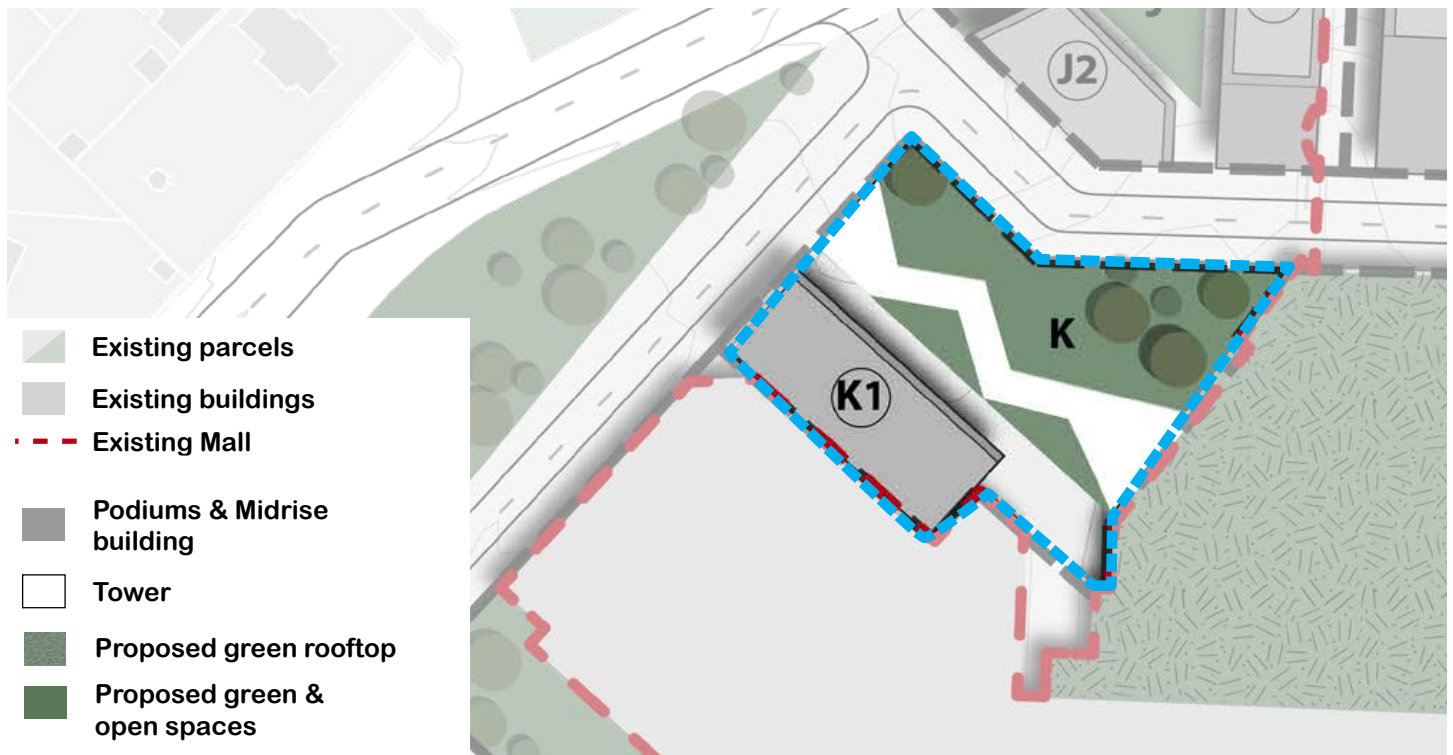 J2
K
K1
Existing parcels
Existing buildings
Existing Mall
Podiums & Midrise
building
Tower
Proposed green rooftop
Proposed green &
open spaces